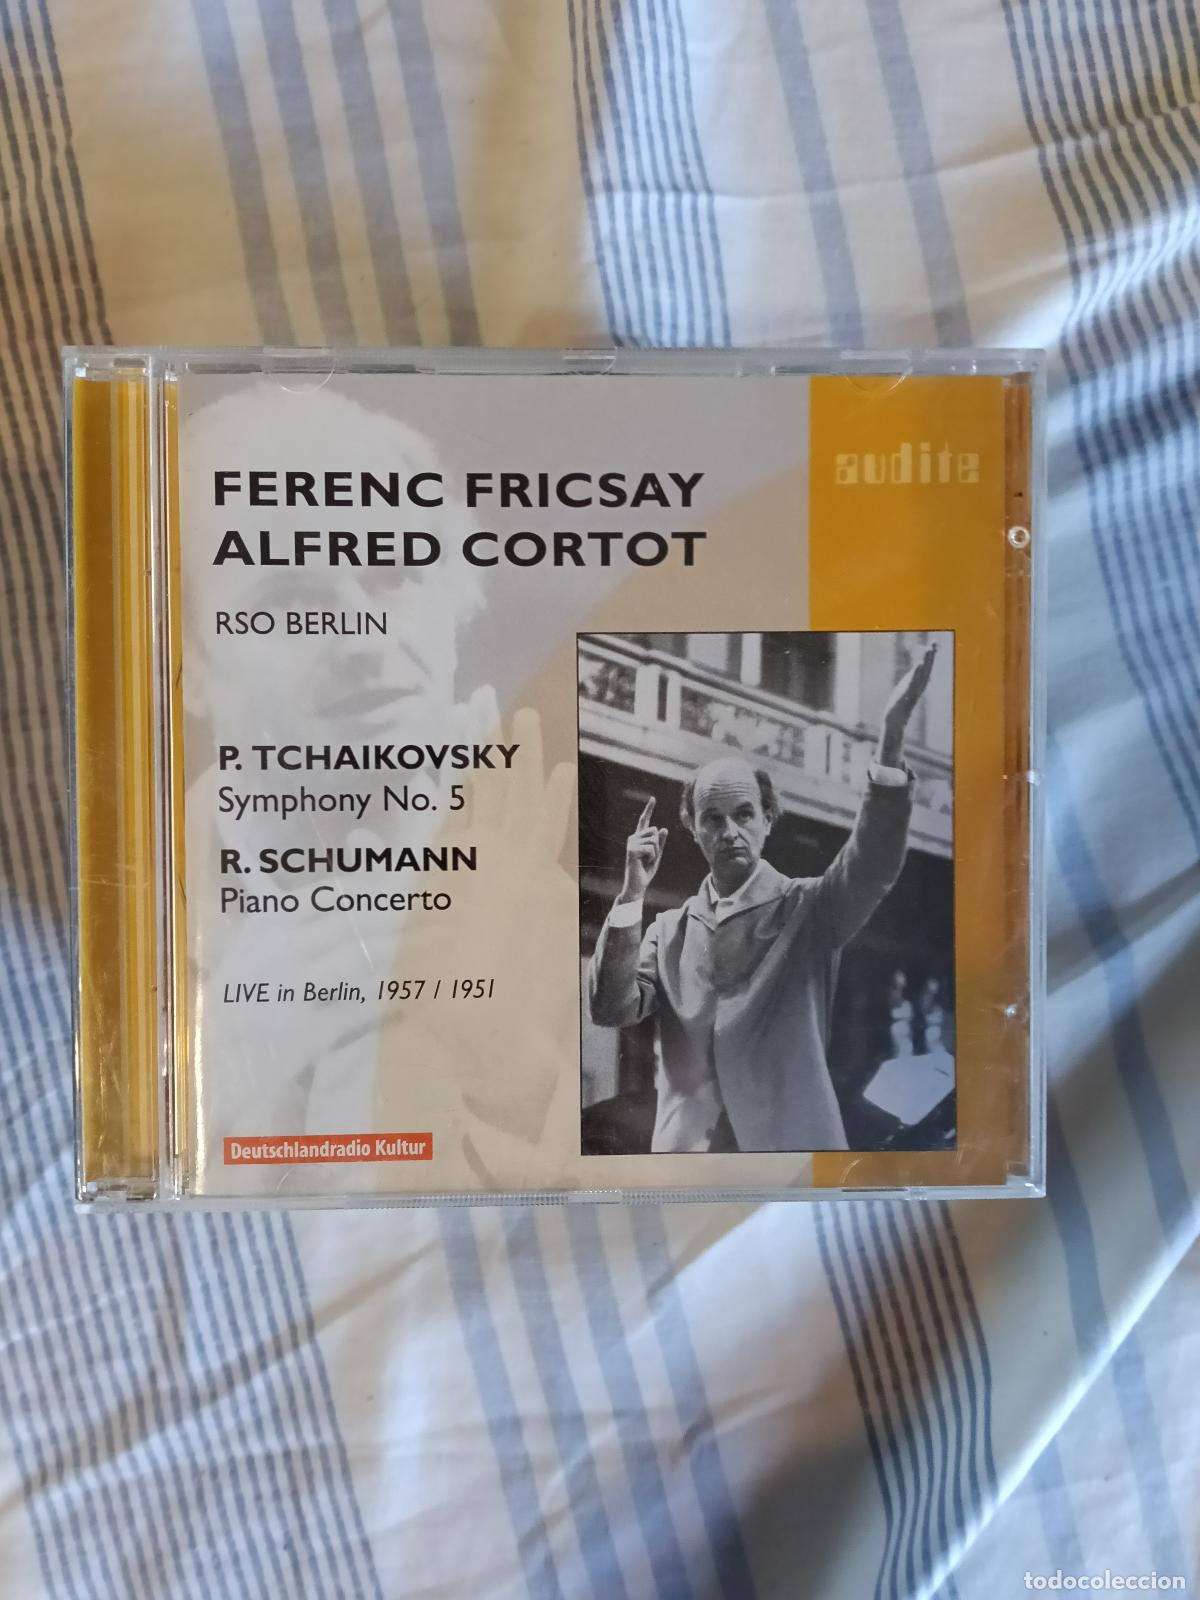 audite
FERENC FRICSAY
ALFRED CORTOT
RSO BERLIN
P. TCHAIKOVSKY
Symphony No. 5
R. SCHUMANN
Piano Concerto
LIVE in Berlin, 1957 / 1951
Deutschlandradio Kultur
todocoleccion